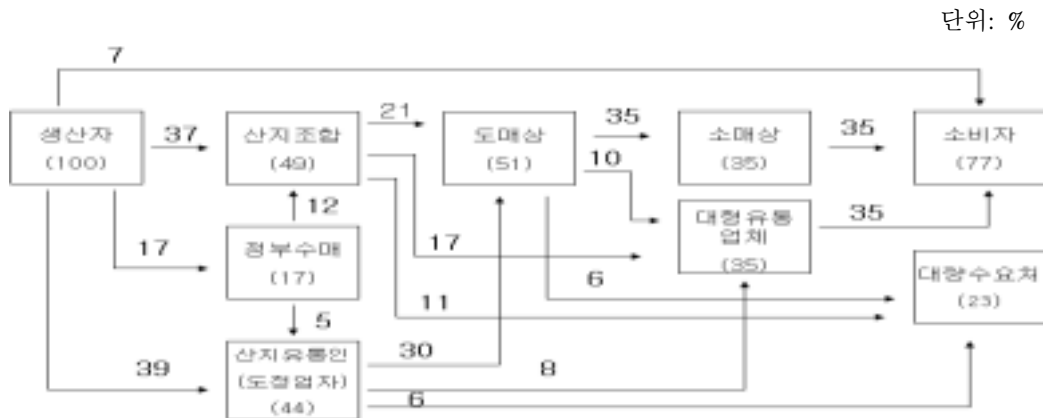 단위: %
7
생산자
(100)
37
산지조합
(49)
21
도매상
(51)
35
소매상
(35)
35
소비자
(77)
10
12
17
정부수매
(17)
17
대형유통
업체
(35)
35
대량수요처
(23)
6
11
5
39
산지유통인
(도정업자)
(44)
30
8
6